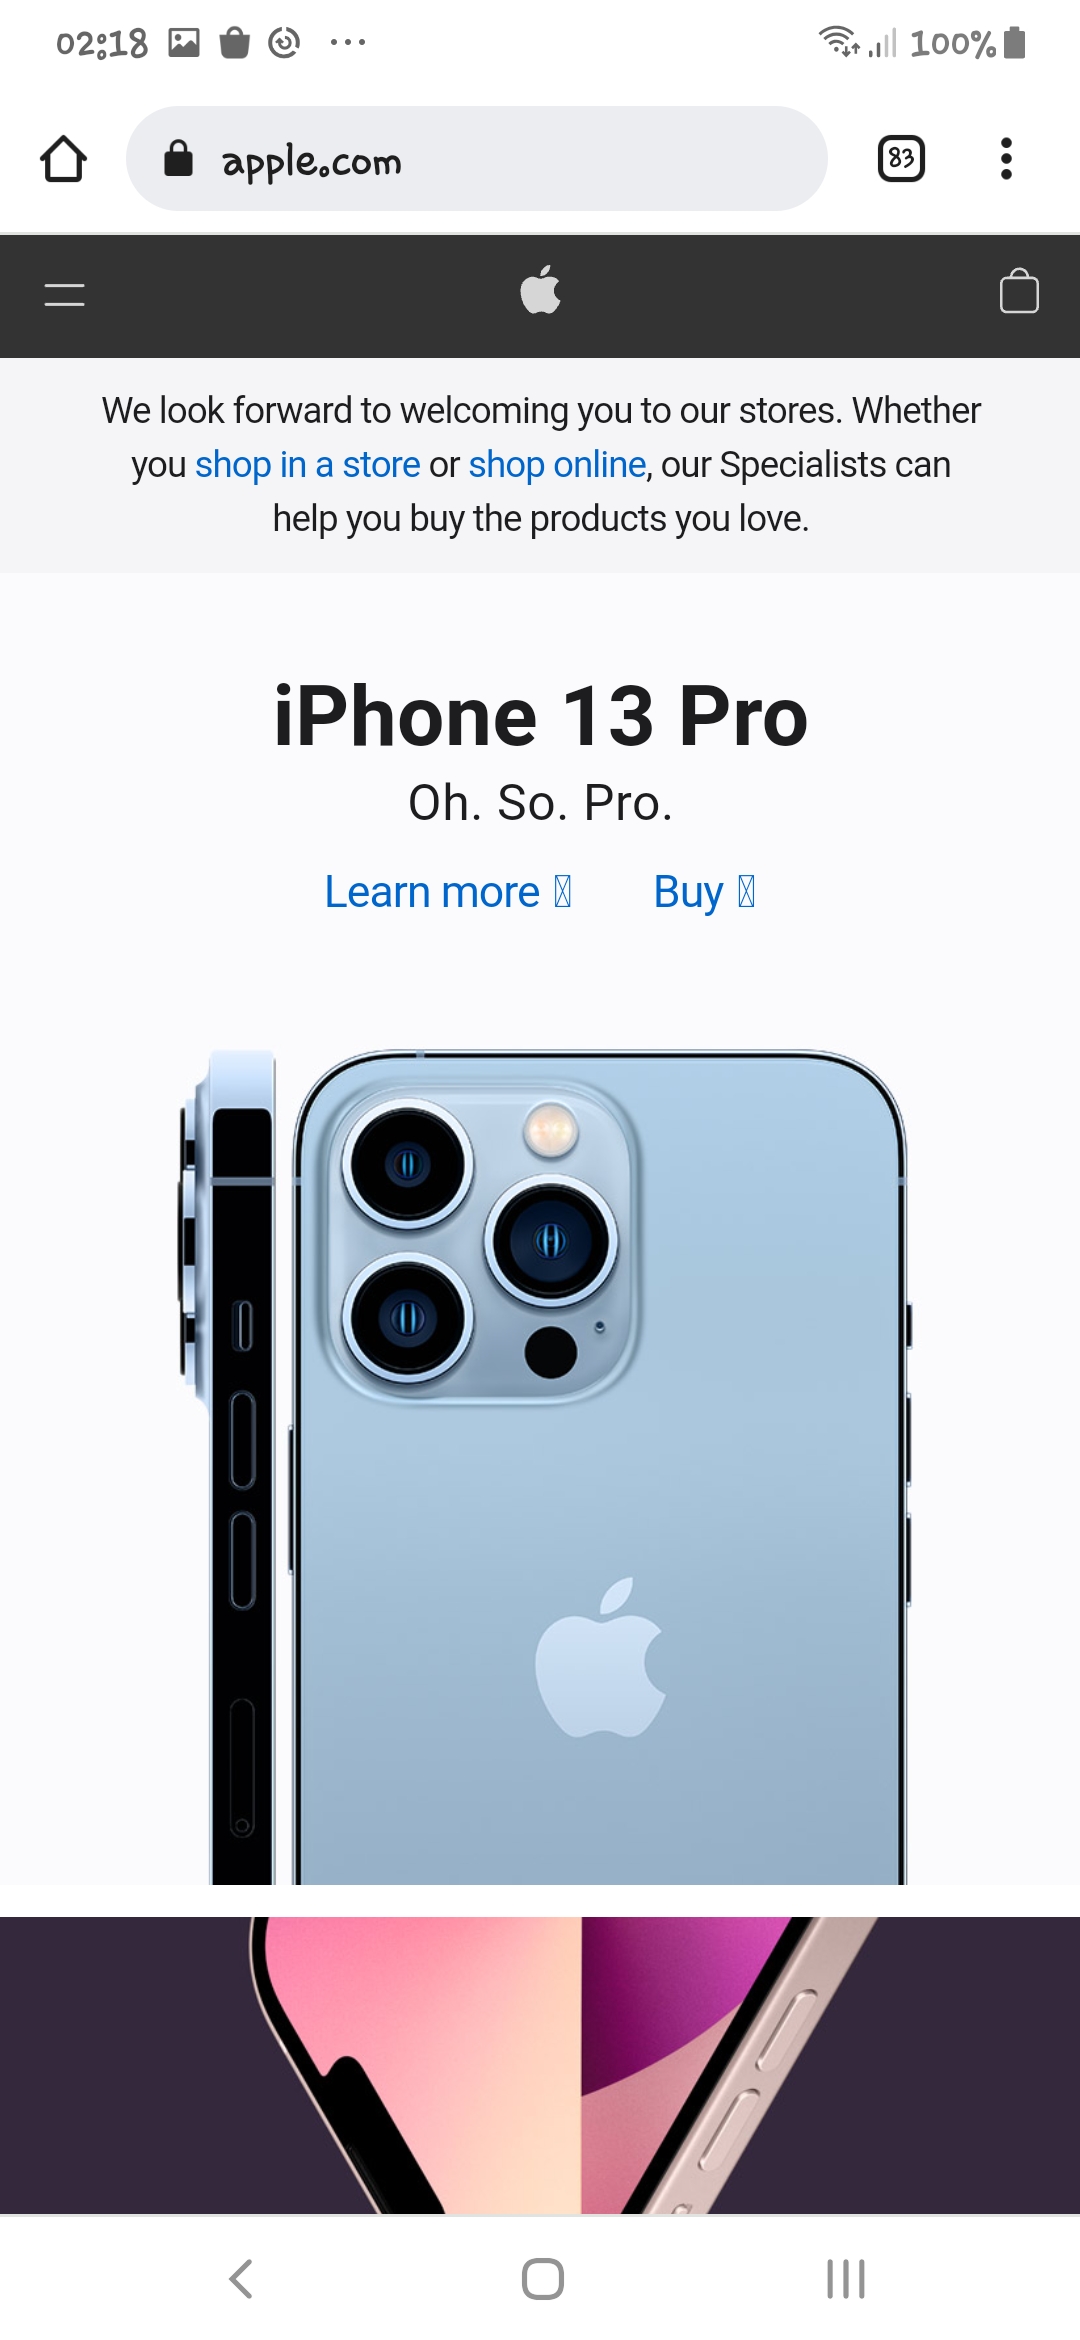 02:18
100%
apple.com
83
We look forward to welcoming you to our stores. Whether
you shop in a store or shop online, our Specialists can
help you buy the products you love.
iPhone 13 Pro
Oh. So. Pro.
Learn more
Buy